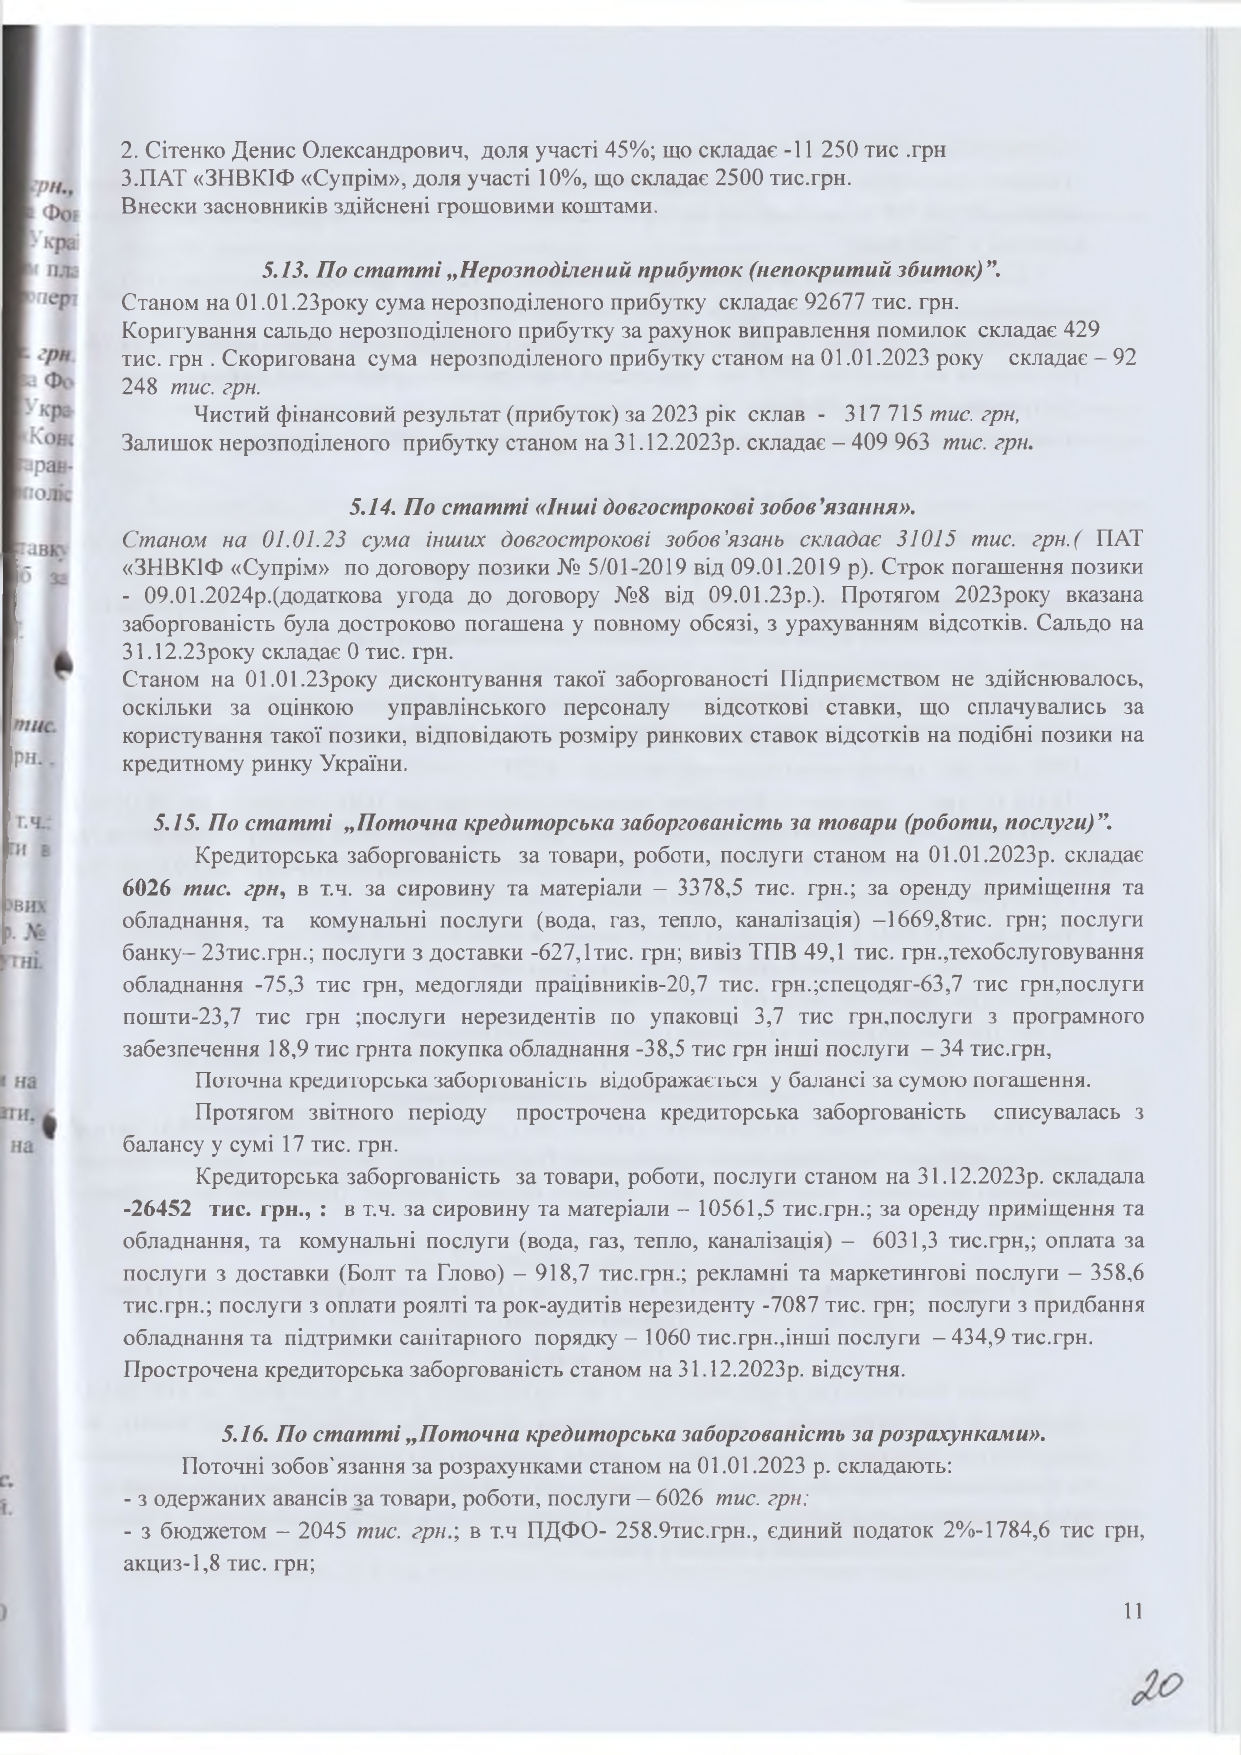 2. Сітенко Денис Олександрович, доля участі 45%; що складає -11 250 тис .грн
3.ПАТ «ЗНВКІФ «Супрім», доля участі 10%, що складає 2500 тис.грн.
Внески засновників здійснені грошовими коштами.
5.13. По статті „Нерозподілений прибуток (непокритий збиток)”.
Станом на 01.01.23року сума нерозподіленого прибутку складає 92677 тис. грн.
Коригування сальдо нерозподіленого прибутку за рахунок виправлення помилок складає 429
тис. грн . Скоригована сума нерозподіленого прибутку станом на 01.01.2023 року складає – 92
248 тис. грн.
Чистий фінансовий результат (прибуток) за 2023 рік склав - 317 715 тис. грн,
Залишок нерозподіленого прибутку станом на 31.12.2023р. складає – 409 963 тис. грн.
5.14. По статті «Інші довгострокові зобов’язання».
Станом на 01.01.23 сума інших довгострокові зобов’язань складає 31015 тис. грн.( ПАТ
«ЗНВКІФ «Супрім» по договору позики № 5/01-2019 від 09.01.2019 р). Строк погашення позики
- 09.01.2024р.(додаткова угода до договору №8 від 09.01.23р.). Протягом 2023року вказана
заборгованість була достроково погашена у повному обсязі, з урахуванням відсотків. Сальдо на
31.12.23року складає 0 тис. грн.
Станом на 01.01.23року дисконтування такої заборгованості Підприємством не здійснювалось,
оскільки за оцінкою управлінського персоналу відсоткові ставки, що сплачувались за
користування такої позики, відповідають розміру ринкових ставок відсотків на подібні позики на
кредитному ринку України.
5.15. По статті „Поточна кредиторська заборгованість за товари (роботи, послуги)”.
Кредиторська заборгованість за товари, роботи, послуги станом на 01.01.2023р. складає
6026 тис. грн, в т.ч. за сировину та матеріали – 3378,5 тис. грн.; за оренду приміщення та
обладнання, та комунальні послуги (вода, газ, тепло, каналізація) –1669,8тис. грн; послуги
банку– 23тис.грн.; послуги з доставки -627,1тис. грн; вивіз ТПВ 49,1 тис. грн.,техобслуговування
обладнання -75,3 тис грн, медогляди працівників-20,7 тис. грн.;спецодяг-63,7 тис грн,послуги
пошти-23,7 тис грн ;послуги нерезидентів по упаковці 3,7 тис грн,послуги з програмного
забезпечення 18,9 тис грнта покупка обладнання -38,5 тис грн інші послуги – 34 тис.грн,
Поточна кредиторська заборгованість відображається у балансі за сумою погашення.
Протягом звітного періоду прострочена кредиторська заборгованість списувалась з
балансу у сумі 17 тис. грн.
Кредиторська заборгованість за товари, роботи, послуги станом на 31.12.2023р. складала
-26452 тис. грн., : в т.ч. за сировину та матеріали – 10561,5 тис.грн.; за оренду приміщення та
обладнання, та комунальні послуги (вода, газ, тепло, каналізація) – 6031,3 тис.грн,; оплата за
послуги з доставки (Болт та Глово) – 918,7 тис.грн.; рекламні та маркетингові послуги – 358,6
тис.грн.; послуги з оплати роялті та рок-аудитів нерезиденту -7087 тис. грн; послуги з придбання
обладнання та підтримки санітарного порядку – 1060 тис.грн.,інші послуги – 434,9 тис.грн.
Прострочена кредиторська заборгованість станом на 31.12.2023р. відсутня.
5.16. По статті „Поточна кредиторська заборгованість за розрахунками».
Поточні зобов`язання за розрахунками станом на 01.01.2023 р. складають:
- з одержаних авансів за товари, роботи, послуги – 6026 тис. грн;
- з бюджетом – 2045 тис. грн.; в т.ч ПДФО- 258.9тис.грн., єдиний податок 2%-1784,6 тис грн,
акциз-1,8 тис. грн;
11
20